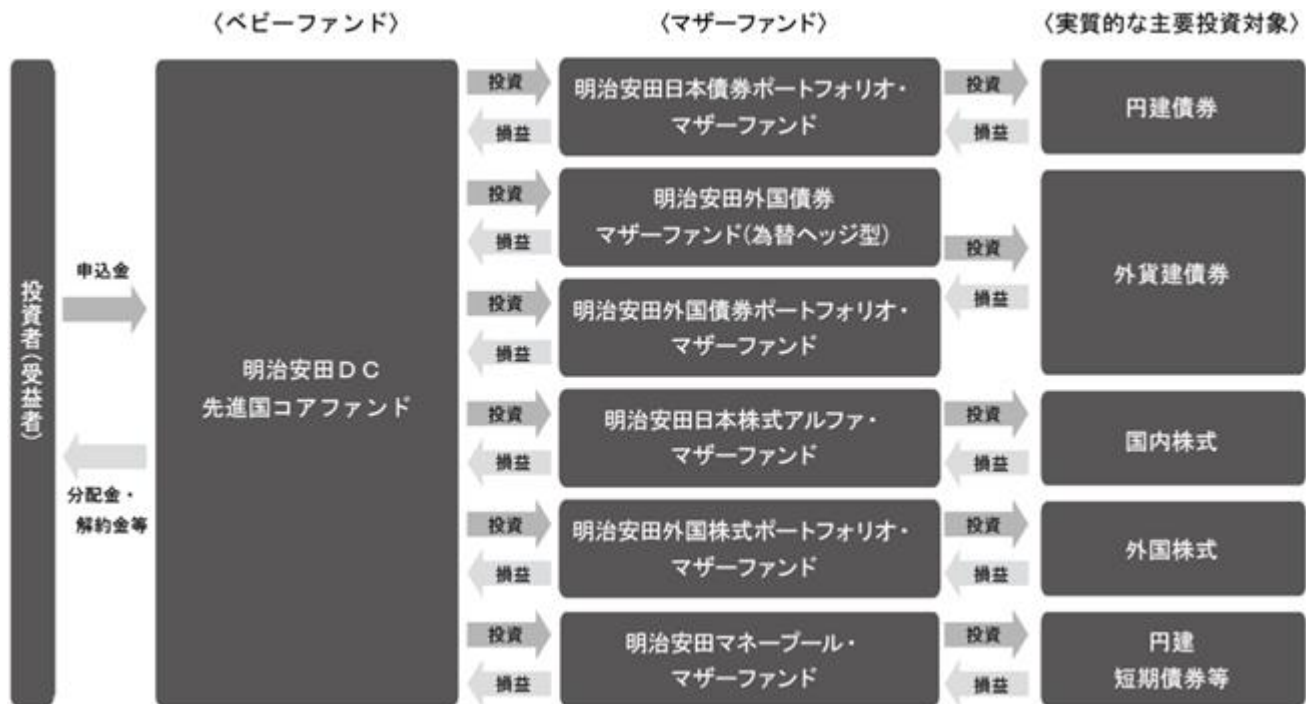 〈ベビーファンド〉
〈マザーファンド〉
〈実質的な主要投資対象〉
投資者(受益者)
申込金
分配金・
解約金等
明治安田DC
先進国コアファンド
投資
損益
明治安田日本債券ポートフォリオ・
マザーファンド
投資
損益
円建債券
投資
損益
明治安田外国債券
マザーファンド(為替ヘッジ型)
投資
損益
明治安田外国債券ポートフォリオ・
マザーファンド
投資
損益
外貨建債券
投資
損益
明治安田日本株式アルファ・
マザーファンド
投資
損益
国内株式
投資
損益
明治安田外国株式ポートフォリオ・
マザーファンド
投資
損益
外国株式
投資
損益
明治安田マネープール・
マザーファンド
投資
損益
円建
短期債券等